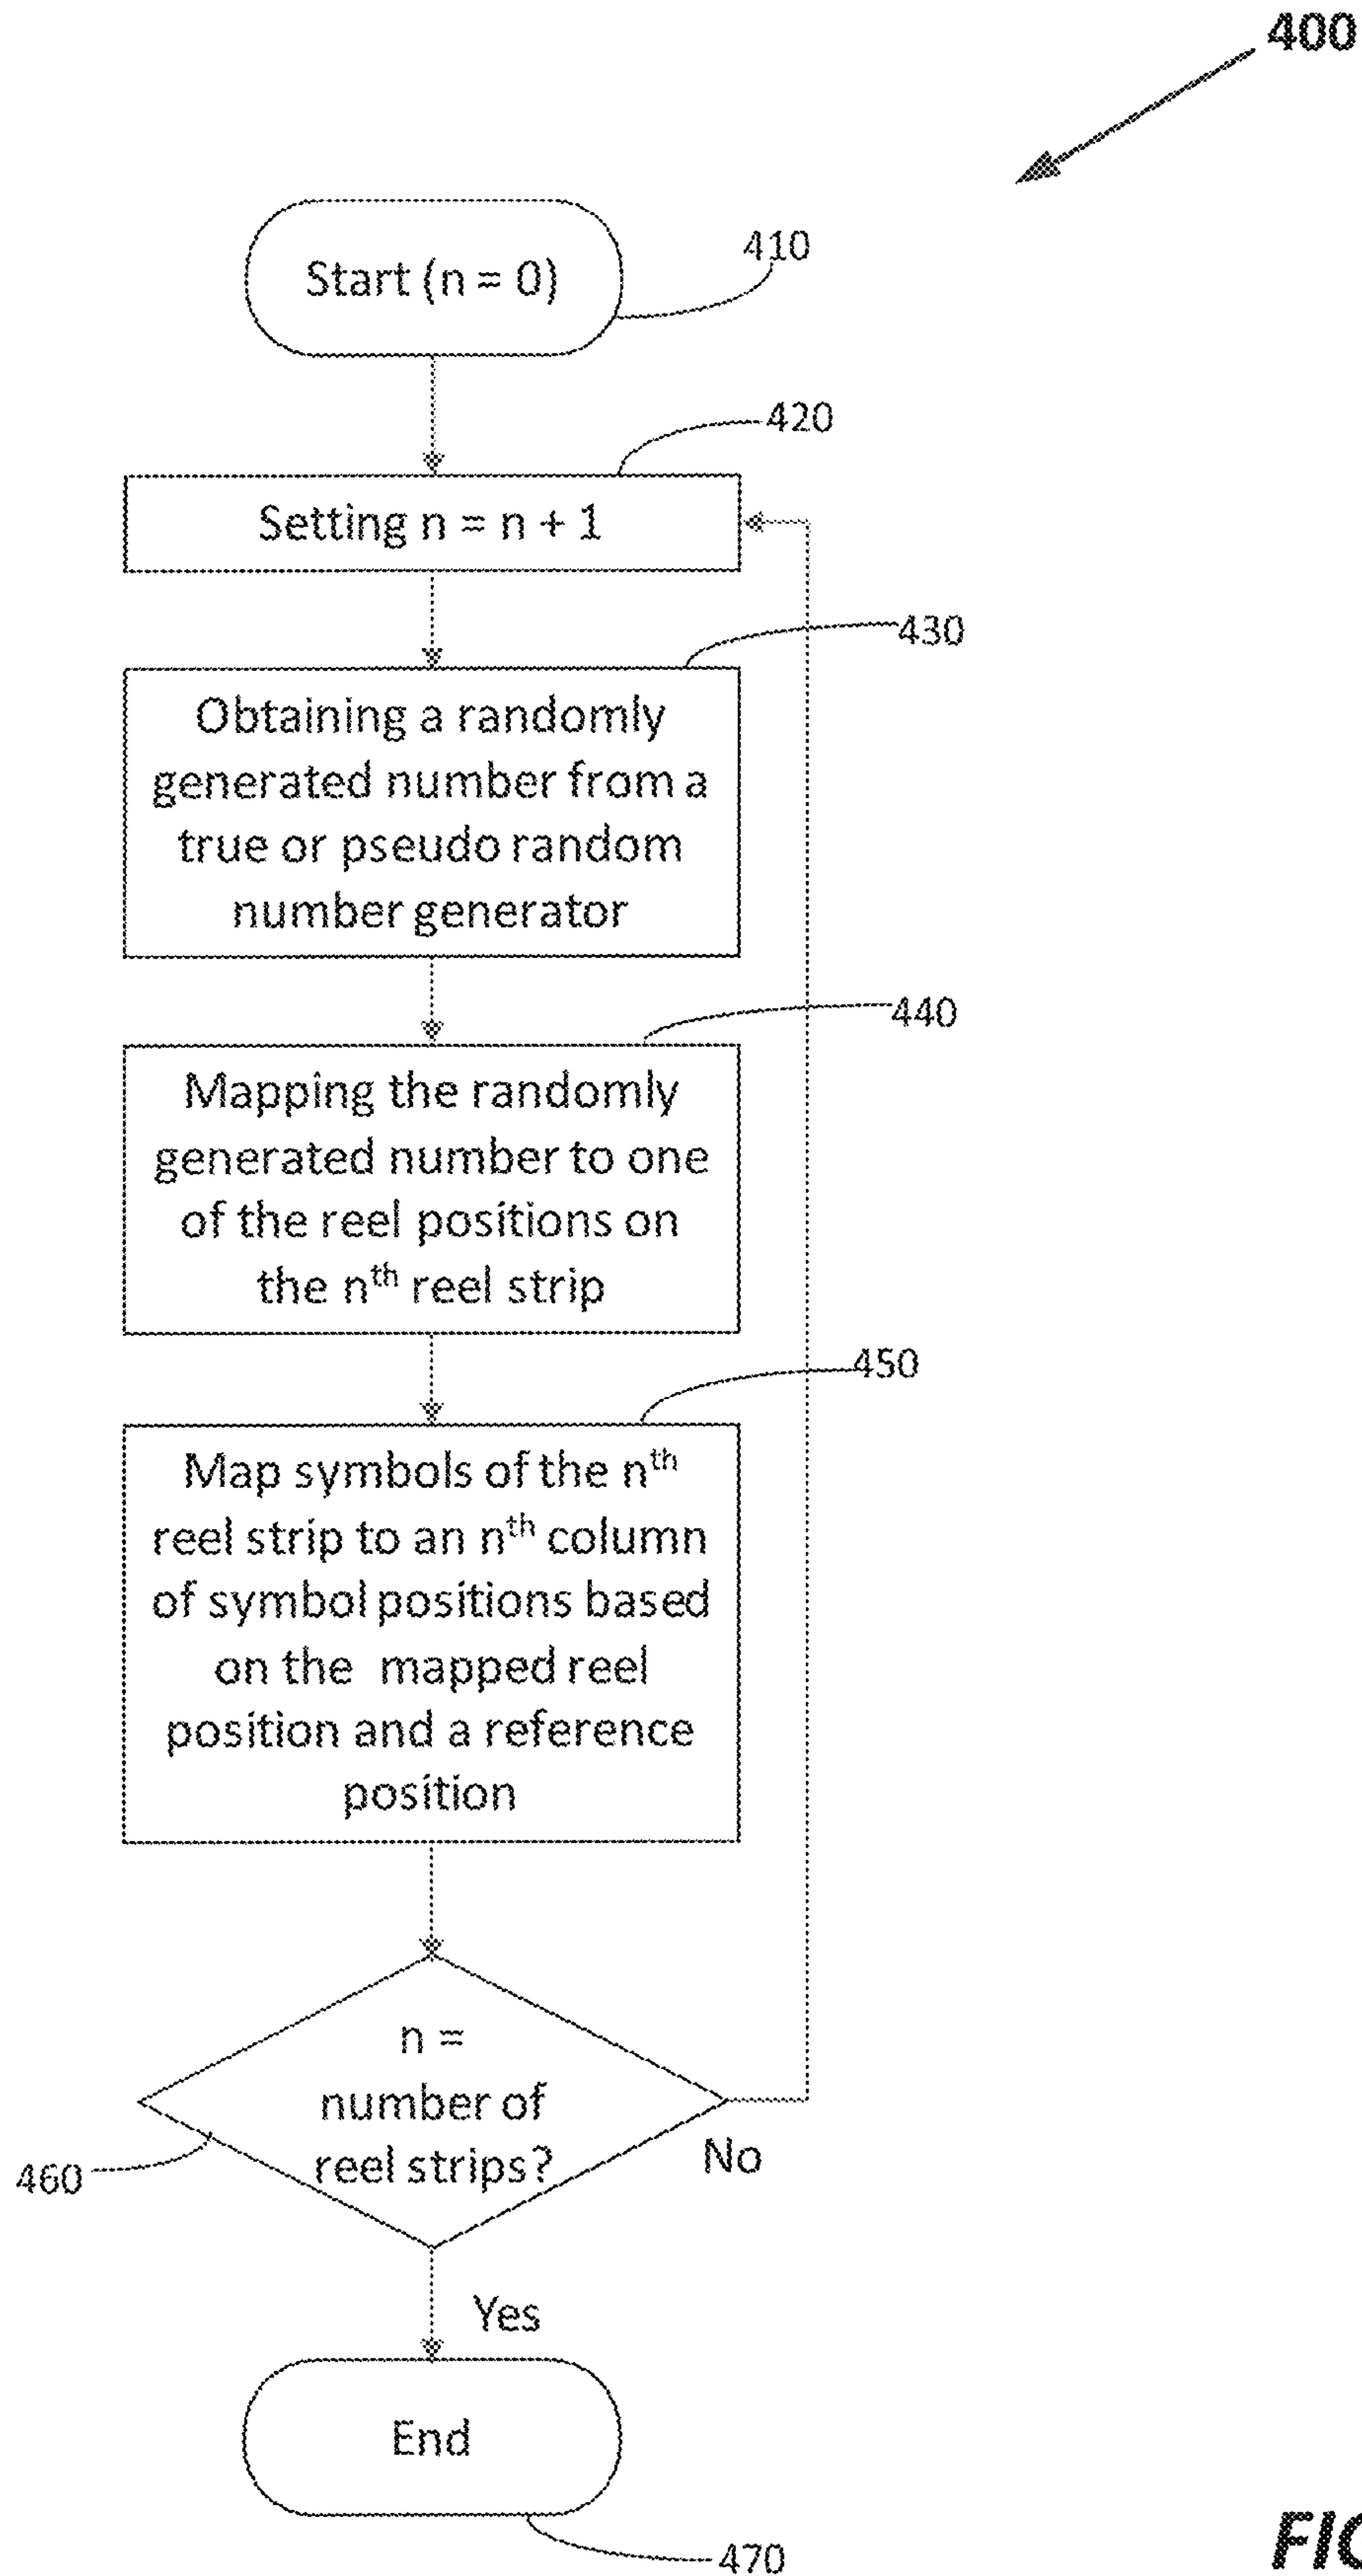 400
Start (n = 0)
410
420
Setting n = n + 1
430
Obtaining a randomly
generated number from a
true or pseudo random
number generator
440
Mapping the randomly
generated number to one
of the reel positions on
the nth reel strip
450
Map symbols of the nth
reel strip to an nth column
of symbol positions based
on the mapped reel
position and a reference
position
n =
number of
reel strips?
460
No
Yes
End
470